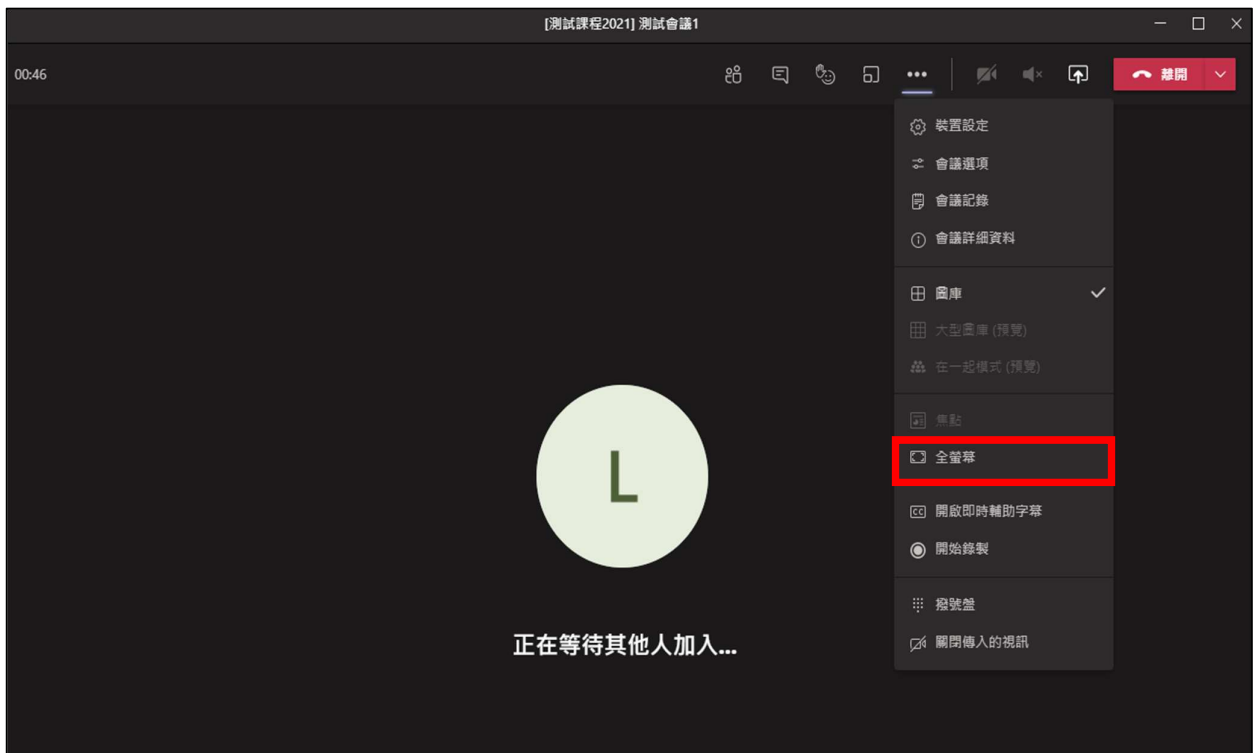 [測試課程2021] 測試會議1
00:46
離開
裝置設定
會議選項
會議記錄
會議詳細資料
圖庫
大型圖庫 (預覽)
在一起模式 (預覽)
焦點
全螢幕
CC 開啟即時輔助字幕
開始錄製
撥號盤
關閉傳入的視訊
L
正在等待其他人加入...